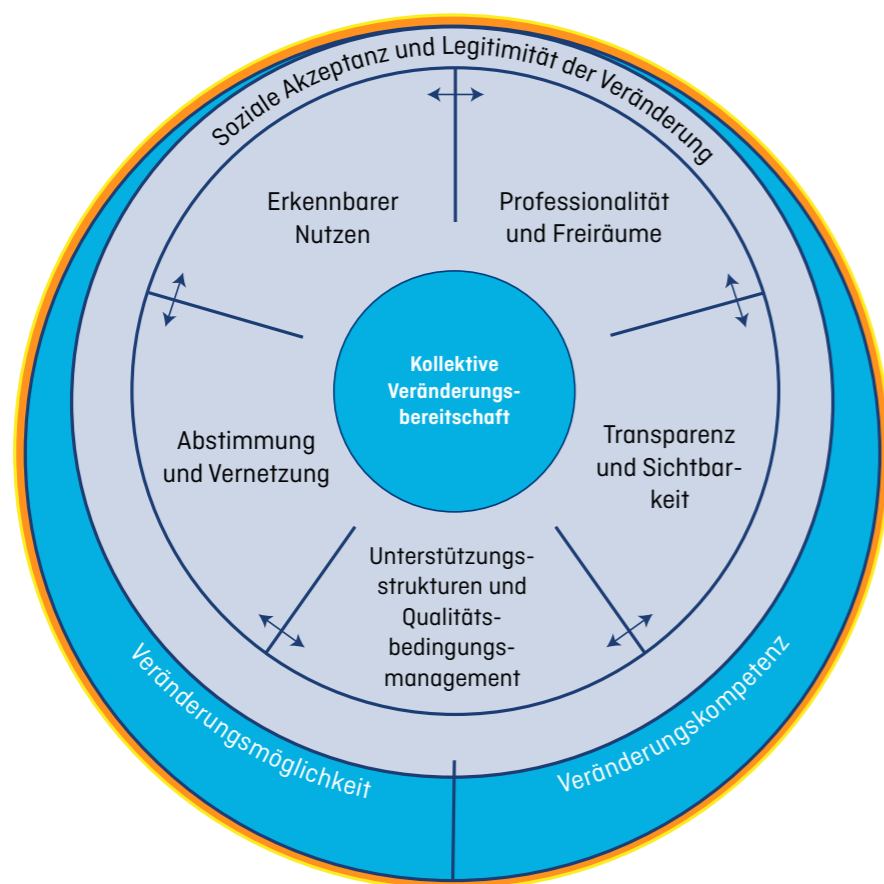 Soziale Akzeptanz und Legitimität der Veränderung
Erkennbarer
Nutzen
Professionalität
und Freiräume
Kollektive
Veränderungs-
bereitschaft
Abstimmung
und Vernetzung
Transparenz
und Sichtbar-
keit
Unterstützungs-
strukturen und
Qualitäts-
bedingungs-
management
Veränderungsmöglichkeit
Veränderungskompetenz